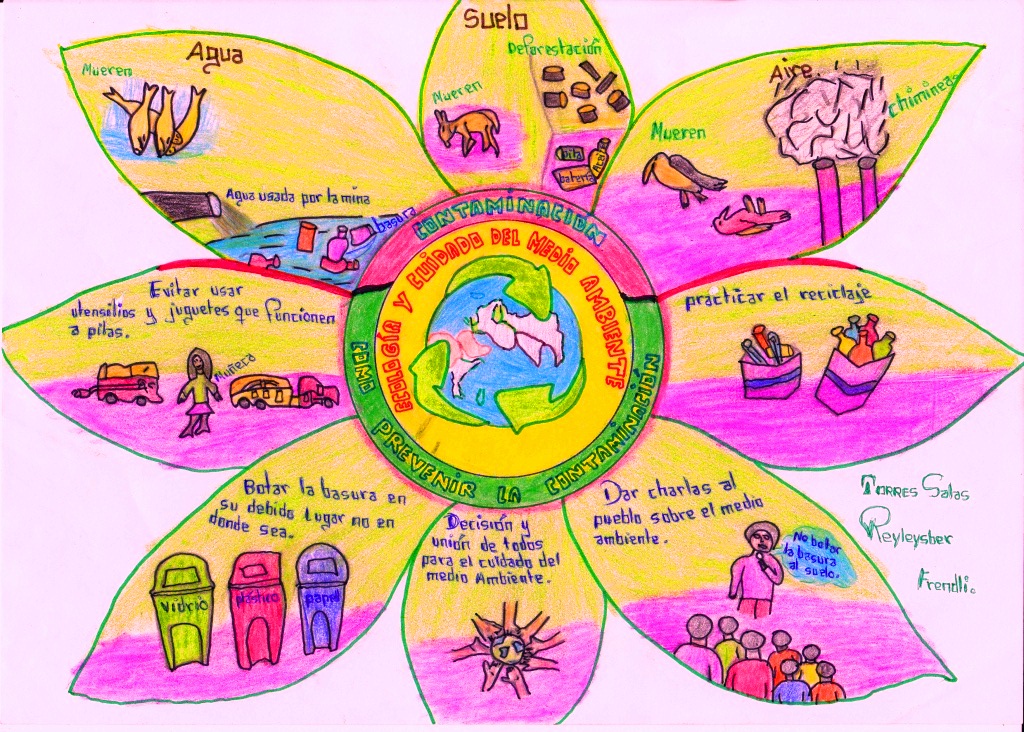 Agua
Mueren
Agua usada por la mina
basura
Suelo
Deforestación
Mueren
Pila
batería
Ace
Aire
chimineas
Mueren
CONTAMINACIÓN
ECOLOGÍA Y CUIDADO DEL MEDIO AMBIENTE
COMO PREVENIR LA CONTAMINACIÓN
Evitar usar
utensilios y juguetes que funcionen
a pilas.
Muñeca
practicar el reciclaje
Botar la basura en
su debido lugar no en
donde sea.
vidrio
plástico
papel
Decisión y
unión de todos
para el cuidado del
medio Ambiente.
Dar charlas al
pueblo sobre el medio
ambiente.
No botar
la basura
al suelo.
Torres Salas
Reyleysber
Frendli.